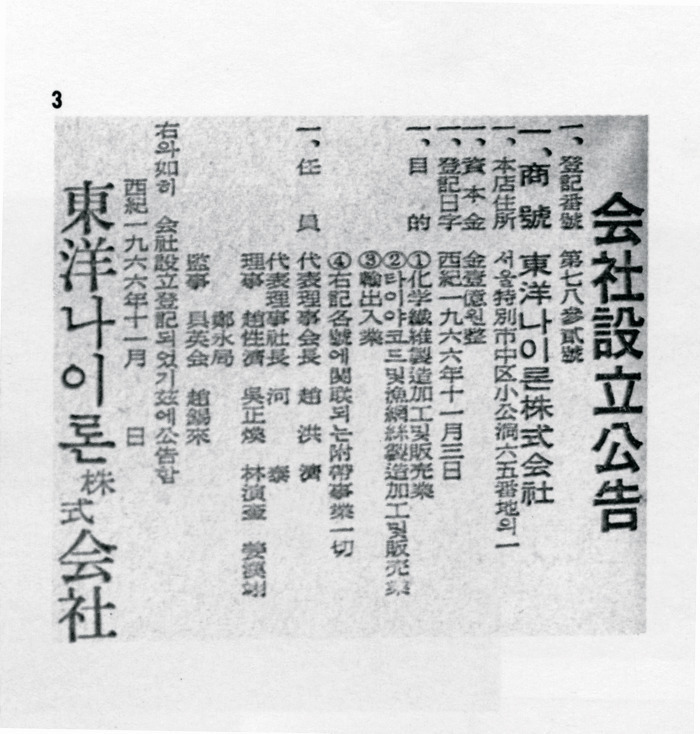 3
会社設立公告
一、登記番號 第七八参貳號
一、商號 東洋나이론株式会社
一、本店住所 서울特別市中区小公洞六五番地의一
一、資本金 金壹億원整
一、登記日字 西紀一九六六年十一月三日
一、目的 ①化学纖維製造加工및販売業
②타이야코드및漁網絲製造加工및販売業
③輸出入業
④右記各號에関联되는附帶事業一切
一、任員 代表理事会長 趙洪濟
代表理事社長 河泰
理事 趙性濟 吳正煥 林演 姜漢
鄭永局
監事 具英会 趙錫來
右와如히 会社設立登記되였기玆에公告함
西紀一九六六年十一月 日
東洋나이론株式会社